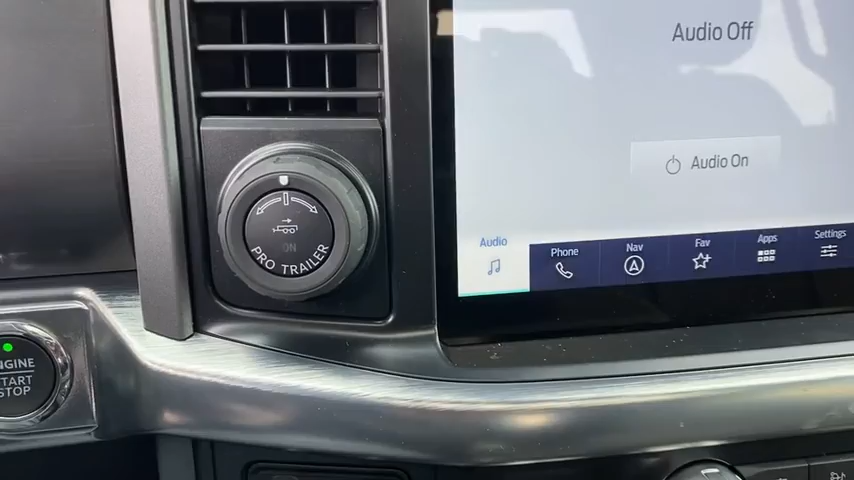 Audio Off
Audio On
Audio
Phone
Nav
Fav
Apps
Settings
ON
PRO TRAILER
ENGINE
START
STOP